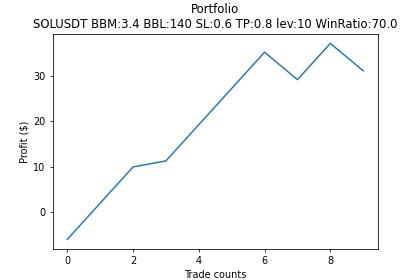 Portfolio
SOLUSDT BBM:3.4 BBL:140 SL:0.6 TP:0.8 lev:10 WinRatio:70.0
Profit ($)
30
20
10
0
0 2 4 6 8
Trade counts